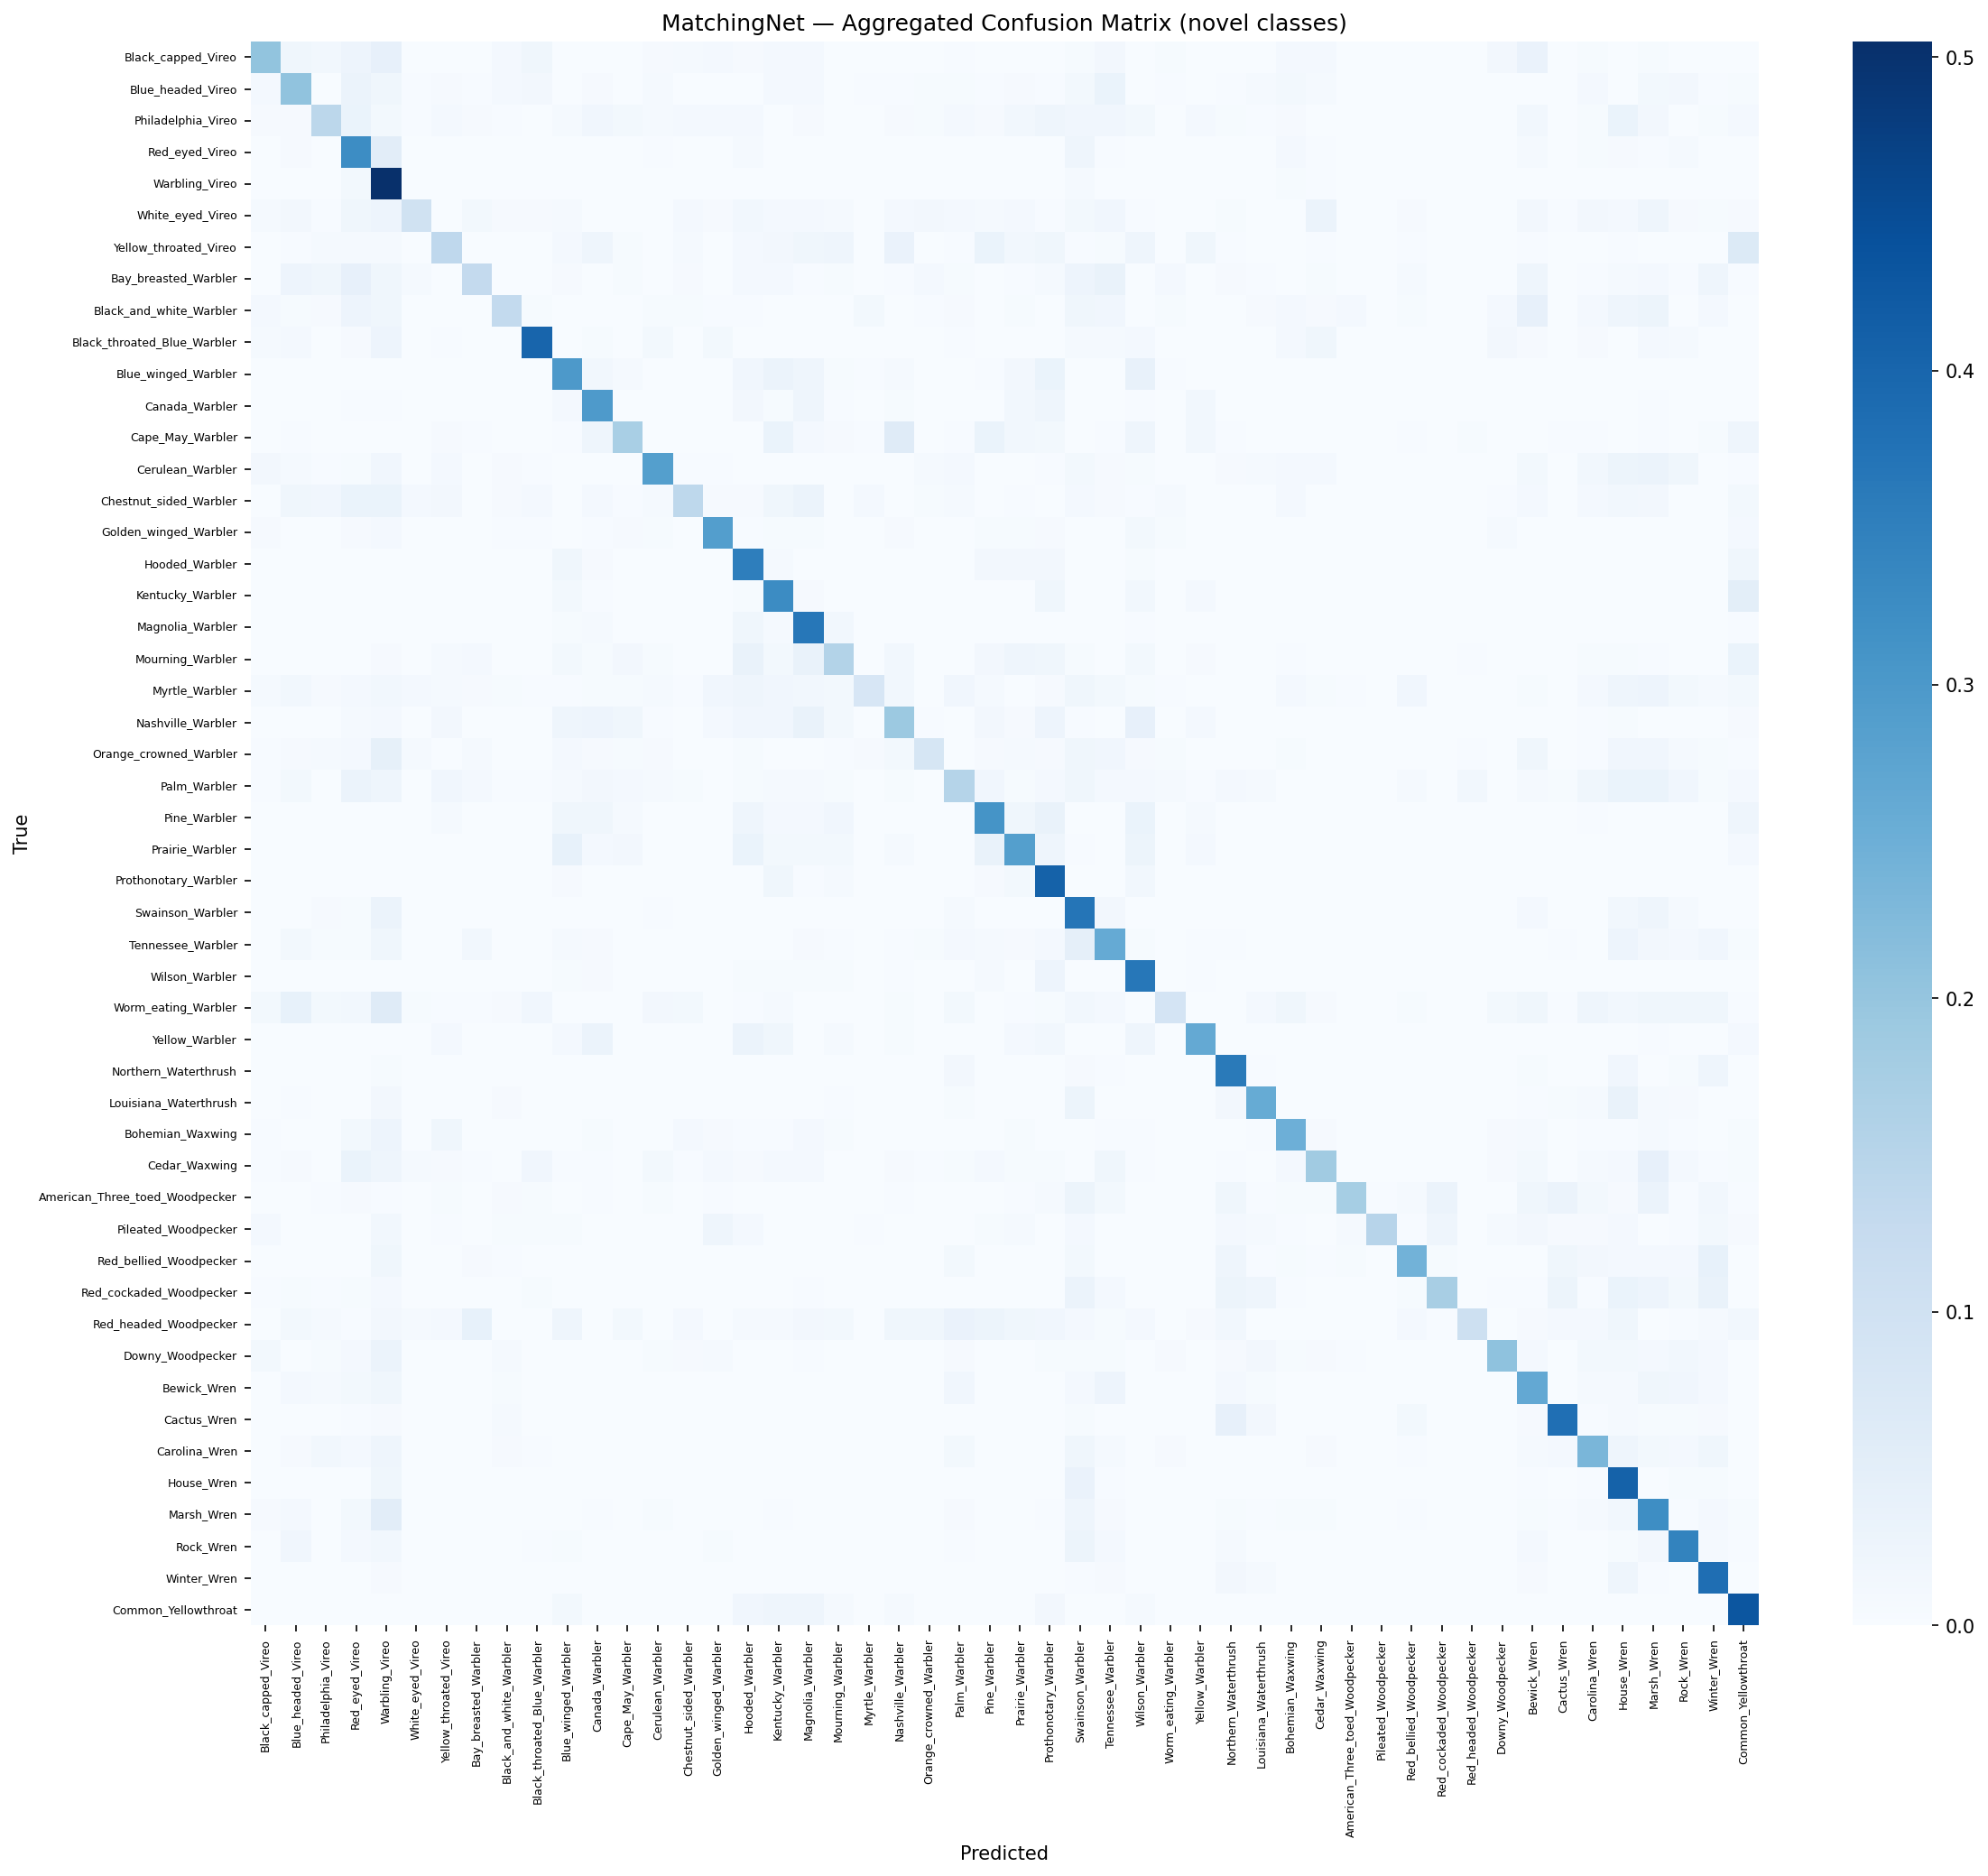 MatchingNet — Aggregated Confusion Matrix (novel classes)
True
Black_capped_Vireo
Blue_headed_Vireo
Philadelphia_Vireo
Red_eyed_Vireo
Warbling_Vireo
White_eyed_Vireo
Yellow_throated_Vireo
Bay_breasted_Warbler
Black_and_white_Warbler
Black_throated_Blue_Warbler
Blue_winged_Warbler
Canada_Warbler
Cape_May_Warbler
Cerulean_Warbler
Chestnut_sided_Warbler
Golden_winged_Warbler
Hooded_Warbler
Kentucky_Warbler
Magnolia_Warbler
Mourning_Warbler
Myrtle_Warbler
Nashville_Warbler
Orange_crowned_Warbler
Palm_Warbler
Pine_Warbler
Prairie_Warbler
Prothonotary_Warbler
Swainson_Warbler
Tennessee_Warbler
Wilson_Warbler
Worm_eating_Warbler
Yellow_Warbler
Northern_Waterthrush
Louisiana_Waterthrush
Bohemian_Waxwing
Cedar_Waxwing
American_Three_toed_Woodpecker
Pileated_Woodpecker
Red_bellied_Woodpecker
Red_cockaded_Woodpecker
Red_headed_Woodpecker
Downy_Woodpecker
Bewick_Wren
Cactus_Wren
Carolina_Wren
House_Wren
Marsh_Wren
Rock_Wren
Winter_Wren
Common_Yellowthroat
Black_capped_Vireo
Blue_headed_Vireo
Philadelphia_Vireo
Red_eyed_Vireo
Warbling_Vireo
White_eyed_Vireo
Yellow_throated_Vireo
Bay_breasted_Warbler
Black_and_white_Warbler
Black_throated_Blue_Warbler
Blue_winged_Warbler
Canada_Warbler
Cape_May_Warbler
Cerulean_Warbler
Chestnut_sided_Warbler
Golden_winged_Warbler
Hooded_Warbler
Kentucky_Warbler
Magnolia_Warbler
Mourning_Warbler
Myrtle_Warbler
Nashville_Warbler
Orange_crowned_Warbler
Palm_Warbler
Pine_Warbler
Prairie_Warbler
Prothonotary_Warbler
Swainson_Warbler
Tennessee_Warbler
Wilson_Warbler
Worm_eating_Warbler
Yellow_Warbler
Northern_Waterthrush
Louisiana_Waterthrush
Bohemian_Waxwing
Cedar_Waxwing
American_Three_toed_Woodpecker
Pileated_Woodpecker
Red_bellied_Woodpecker
Red_cockaded_Woodpecker
Red_headed_Woodpecker
Downy_Woodpecker
Bewick_Wren
Cactus_Wren
Carolina_Wren
House_Wren
Marsh_Wren
Rock_Wren
Winter_Wren
Common_Yellowthroat
Predicted
0.5
0.4
0.3
0.2
0.1
0.0